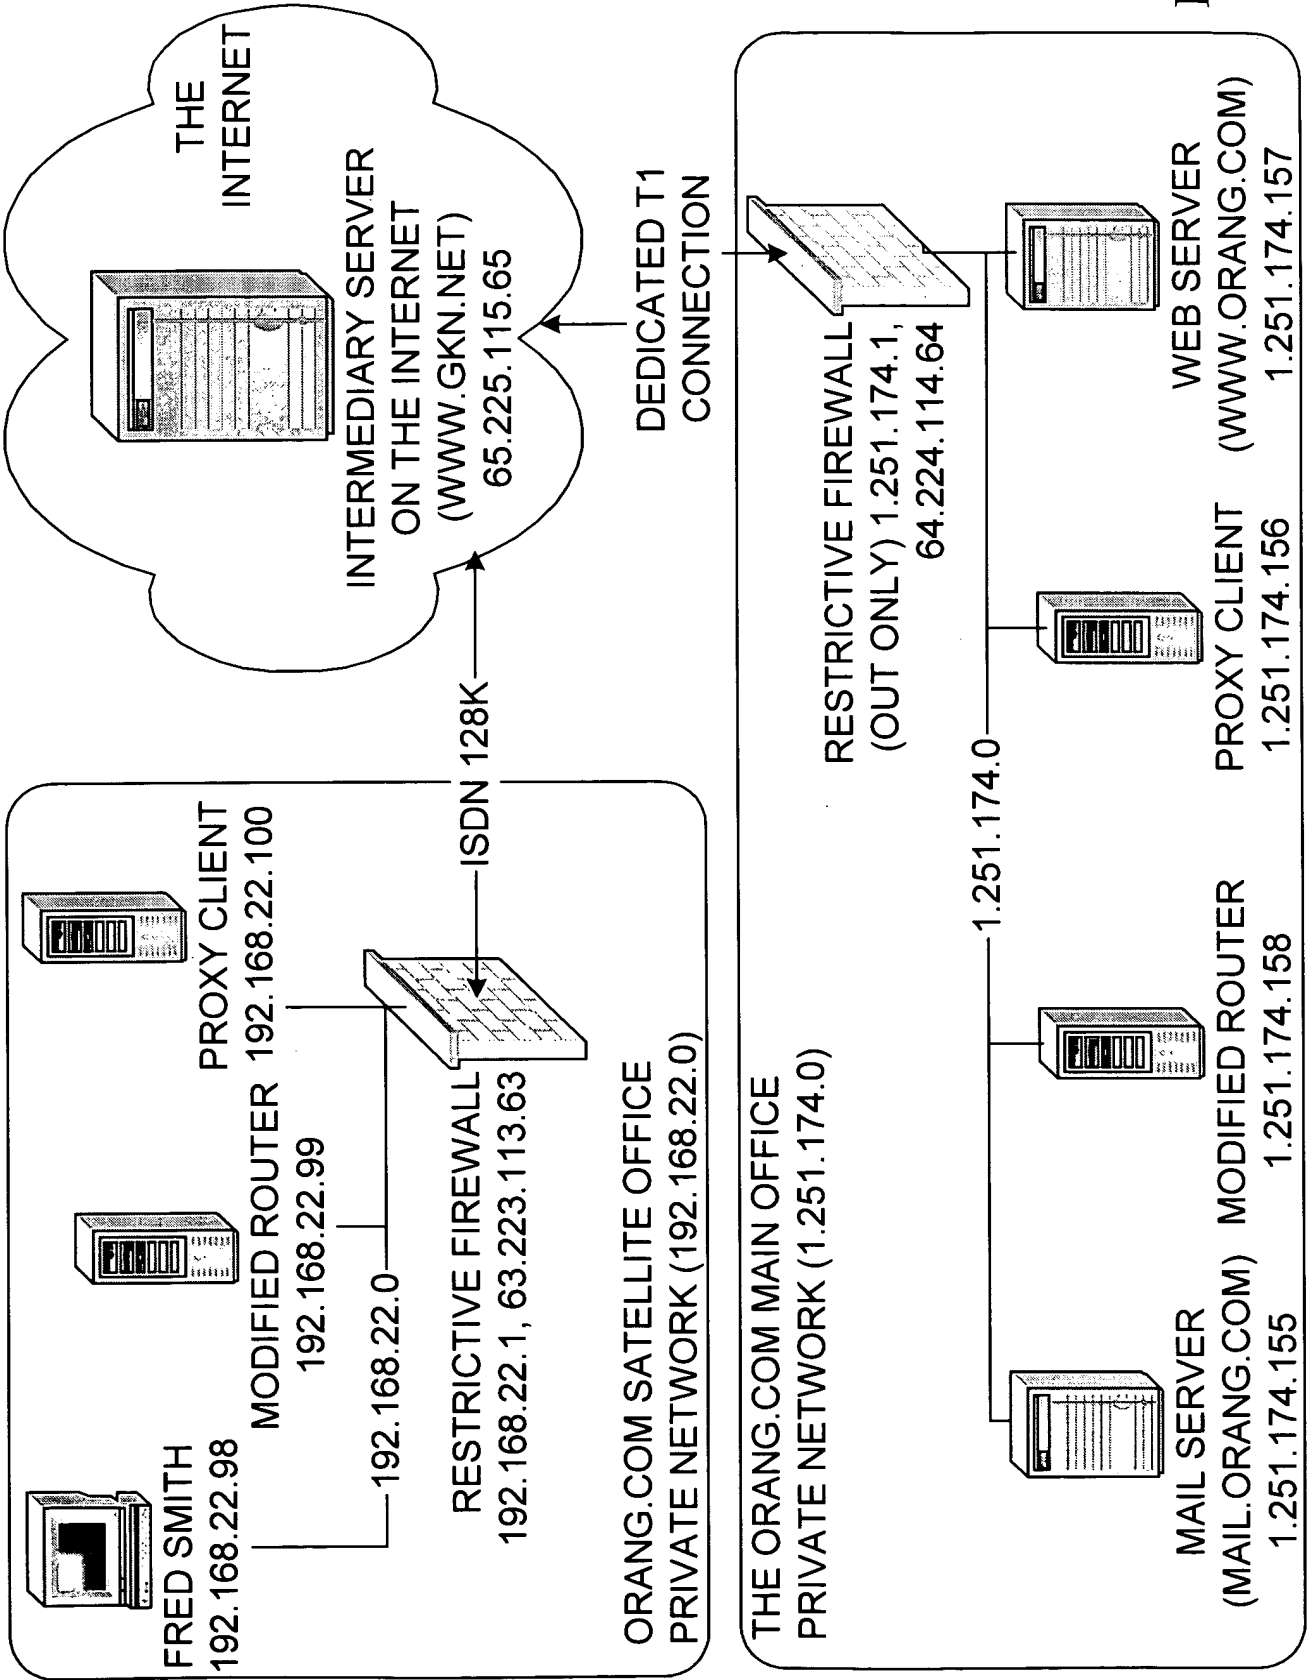 FRED SMITH
192.168.22.98
MODIFIED ROUTER
192.168.22.99
PROXY CLIENT
192.168.22.100
192.168.22.0
RESTRICTIVE FIREWALL
192.168.22.1, 63.223.113.63
ORANG.COM SATELLITE OFFICE
PRIVATE NETWORK (192.168.22.0)
ISDN 128K
THE
INTERNET
INTERMEDIARY SERVER
ON THE INTERNET
(WWW.GKN.NET)
65.225.115.65
DEDICATED T1
CONNECTION
THE ORANG.COM MAIN OFFICE
PRIVATE NETWORK (1.251.174.0)
RESTRICTIVE FIREWALL
(OUT ONLY) 1.251.174.1,
64.224.114.64
1.251.174.0
MAIL SERVER
(MAIL.ORANG.COM)
1.251.174.155
MODIFIED ROUTER
1.251.174.158
PROXY CLIENT
1.251.174.156
WEB SERVER
(WWW.ORANG.COM)
1.251.174.157